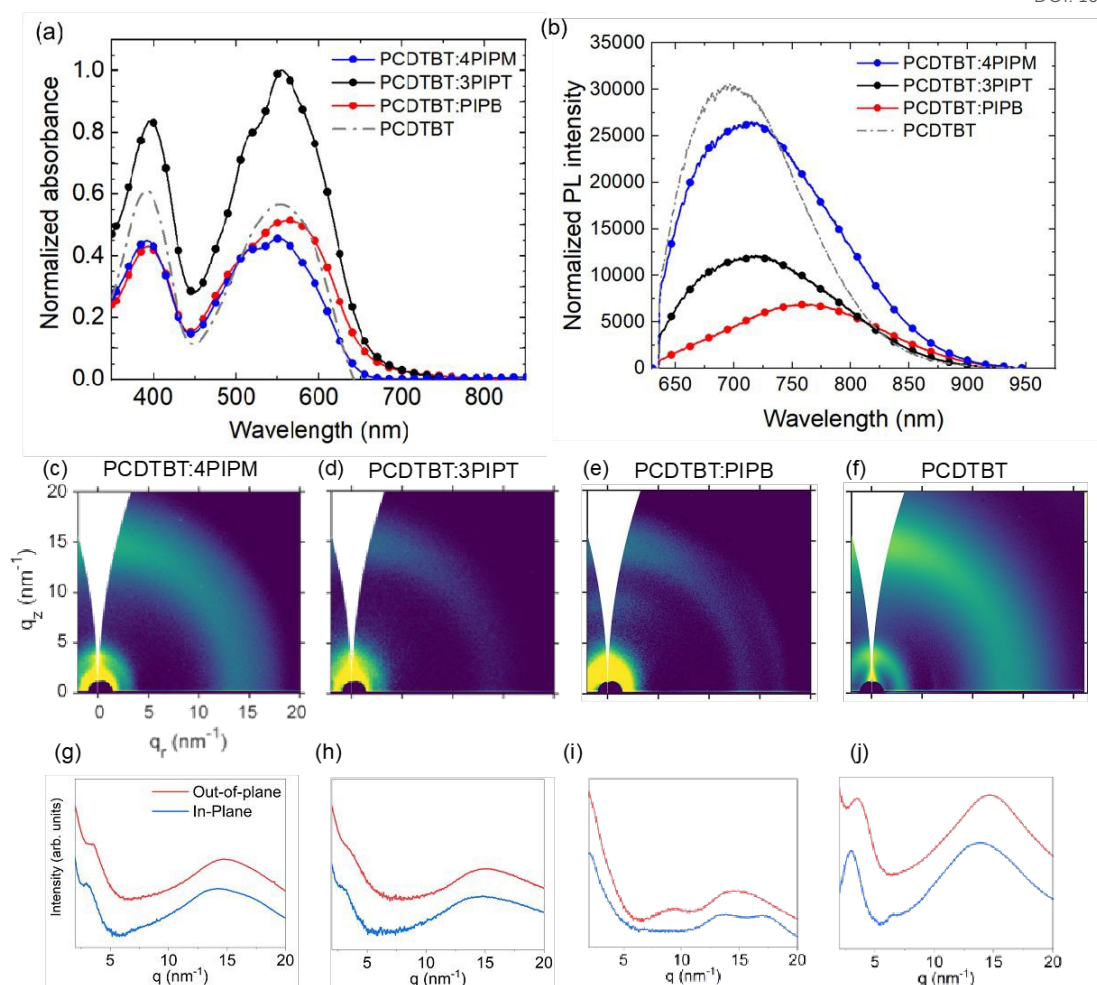 DOI: 10
(a)
PCDTBT:4PIPM
PCDTBT:3PIPT
PCDTBT:PIPB
PCDTBT
1.0
0.8
0.6
0.4
0.2
0.0
Normalized absorbance
400 500 600 700 800
Wavelength (nm)
(b)
PCDTBT:4PIPM
PCDTBT:3PIPT
PCDTBT:PIPB
PCDTBT
35000
30000
25000
20000
15000
10000
5000
0
Normalized PL intensity
650 700 750 800 850 900 950
Wavelength (nm)
(c) PCDTBT:4PIPM
(d) PCDTBT:3PIPT
(e) PCDTBT:PIPB
(f) PCDTBT
20
15
10
5
0
qz (nm-1)
0 5 10 15 20
qr (nm-1)
(g)
(h)
(i)
(j)
Out-of-plane
In-Plane
Intensity (arb. units)
5 10 15 20
q (nm-1)
5 10 15 20
q (nm-1)
5 10 15 20
q (nm-1)
5 10 15 20
q (nm-1)